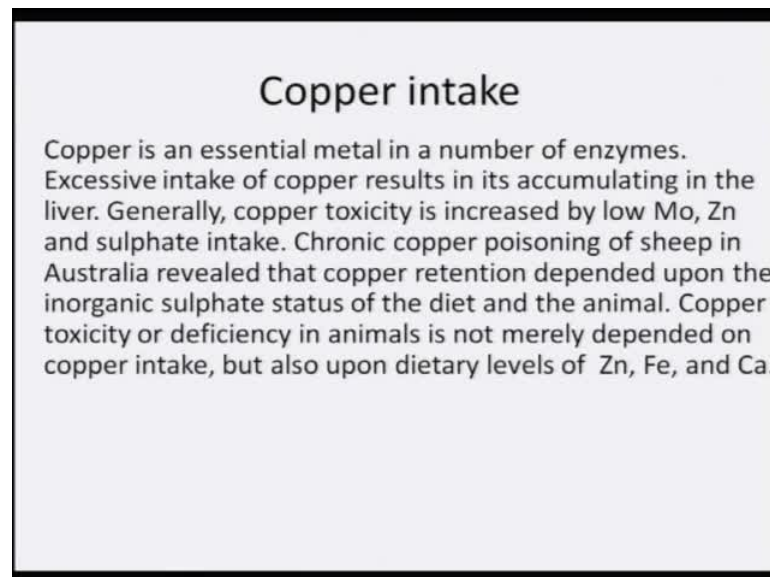 Copper intake
Copper is an essential metal in a number of enzymes.
Excessive intake of copper results in its accumulating in the
liver. Generally, copper toxicity is increased by low Mo, Zn
and sulphate intake. Chronic copper poisoning of sheep in
Australia revealed that copper retention depended upon the
inorganic sulphate status of the diet and the animal. Copper
toxicity or deficiency in animals is not merely depended on
copper intake, but also upon dietary levels of Zn, Fe, and Ca.